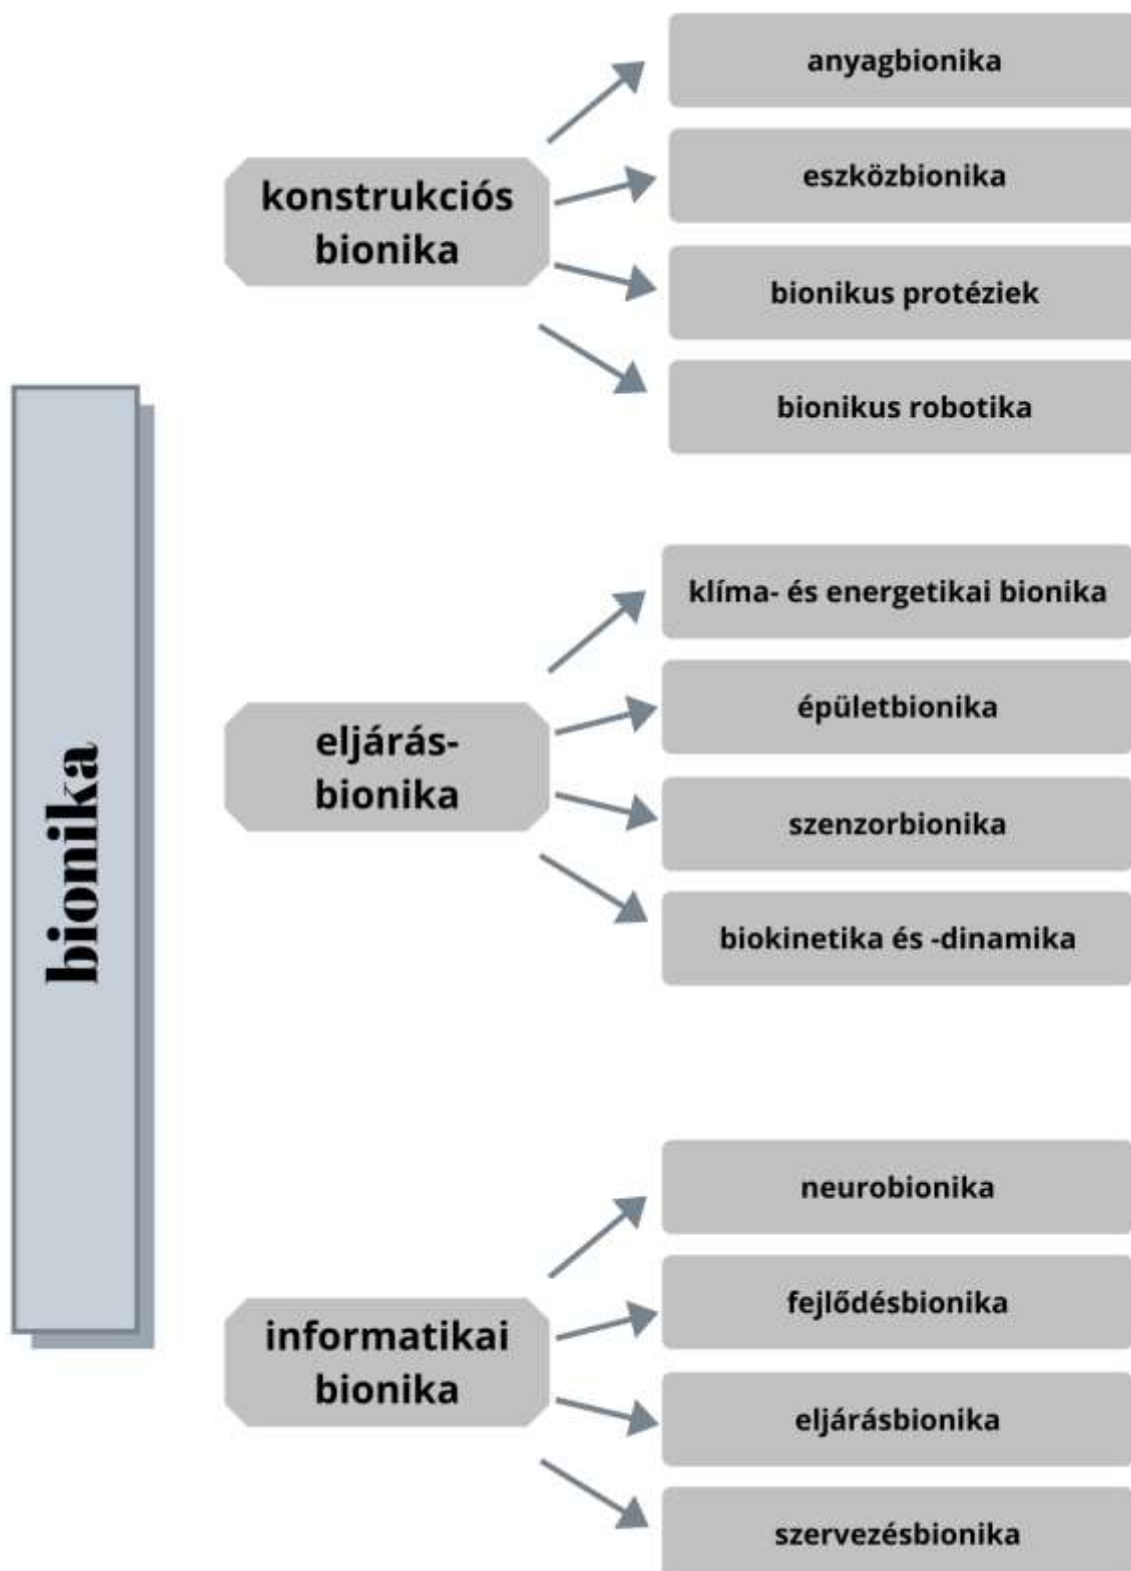 bionika
konstrukciós
bionika
anyagbionika
eszközbionika
bionikus protéziek
bionikus robotika
eljárás-
bionika
klíma- és energetikai bionika
épületbionika
szenzorbionika
biokinetika és -dinamika
informatikai
bionika
neurobionika
fejlődésbionika
eljárásbionika
szervezésbionika